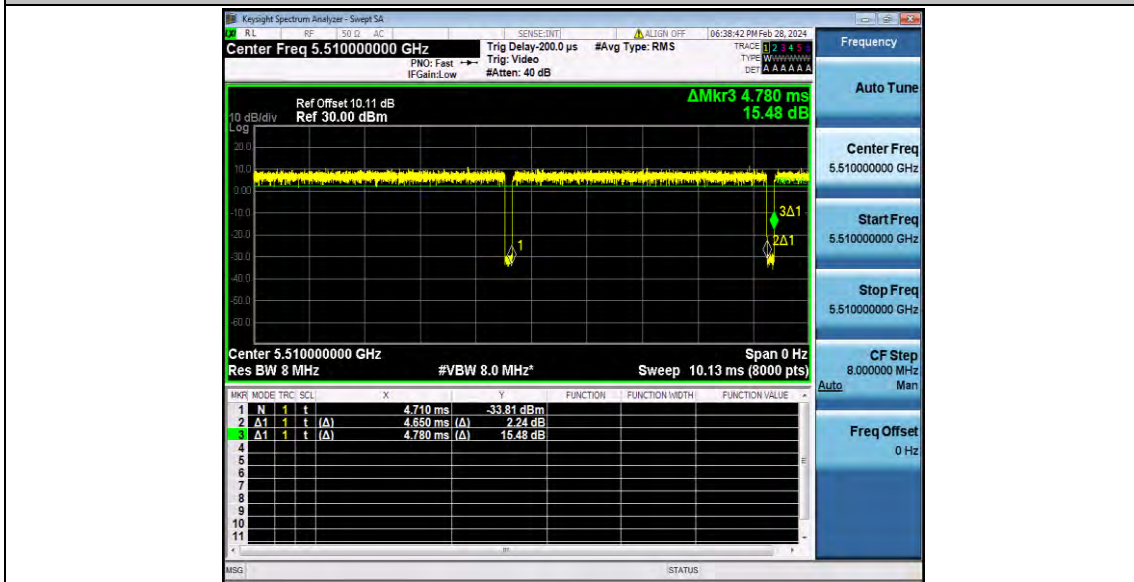 Keysight Spectrum Analyzer - Swept SA
RL RF 50 Ω AC SENSE:INT ALIGN OFF 06:38:42 PM Feb 28, 2024
Center Freq 5.510000000 GHz Trig Delay-200.0 µs #Avg Type: RMS TRACE 1 2 3 4 5 6
PNO: Fast Trig: Video TYPE WWWWWW
IFGain:Low #Atten: 40 dB DET A A A A A A
ΔMkr3 4.780 ms
15.48 dB
Ref Offset 10.11 dB
10 dB/div Ref 30.00 dBm
Log
20.0
10.0
0.00
-10.0
-20.0
-30.0
-40.0
-50.0
-60.0
1
3Δ1
2Δ1
Center 5.510000000 GHz Span 0 Hz
Res BW 8 MHz #VBW 8.0 MHz* Sweep 10.13 ms (8000 pts)
MKR MODE TRC SCL X Y FUNCTION FUNCTION WIDTH FUNCTION VALUE
1 N 1 t 4.710 ms -33.81 dBm
2 Δ1 1 t (Δ) 4.650 ms (Δ) 2.24 dB
3 Δ1 1 t (Δ) 4.780 ms (Δ) 15.48 dB
4
5
6
7
8
9
10
11
MSG STATUS
Frequency
Auto Tune
Center Freq
5.510000000 GHz
Start Freq
5.510000000 GHz
Stop Freq
5.510000000 GHz
CF Step
8.000000 MHz
Auto Man
Freq Offset
0 Hz